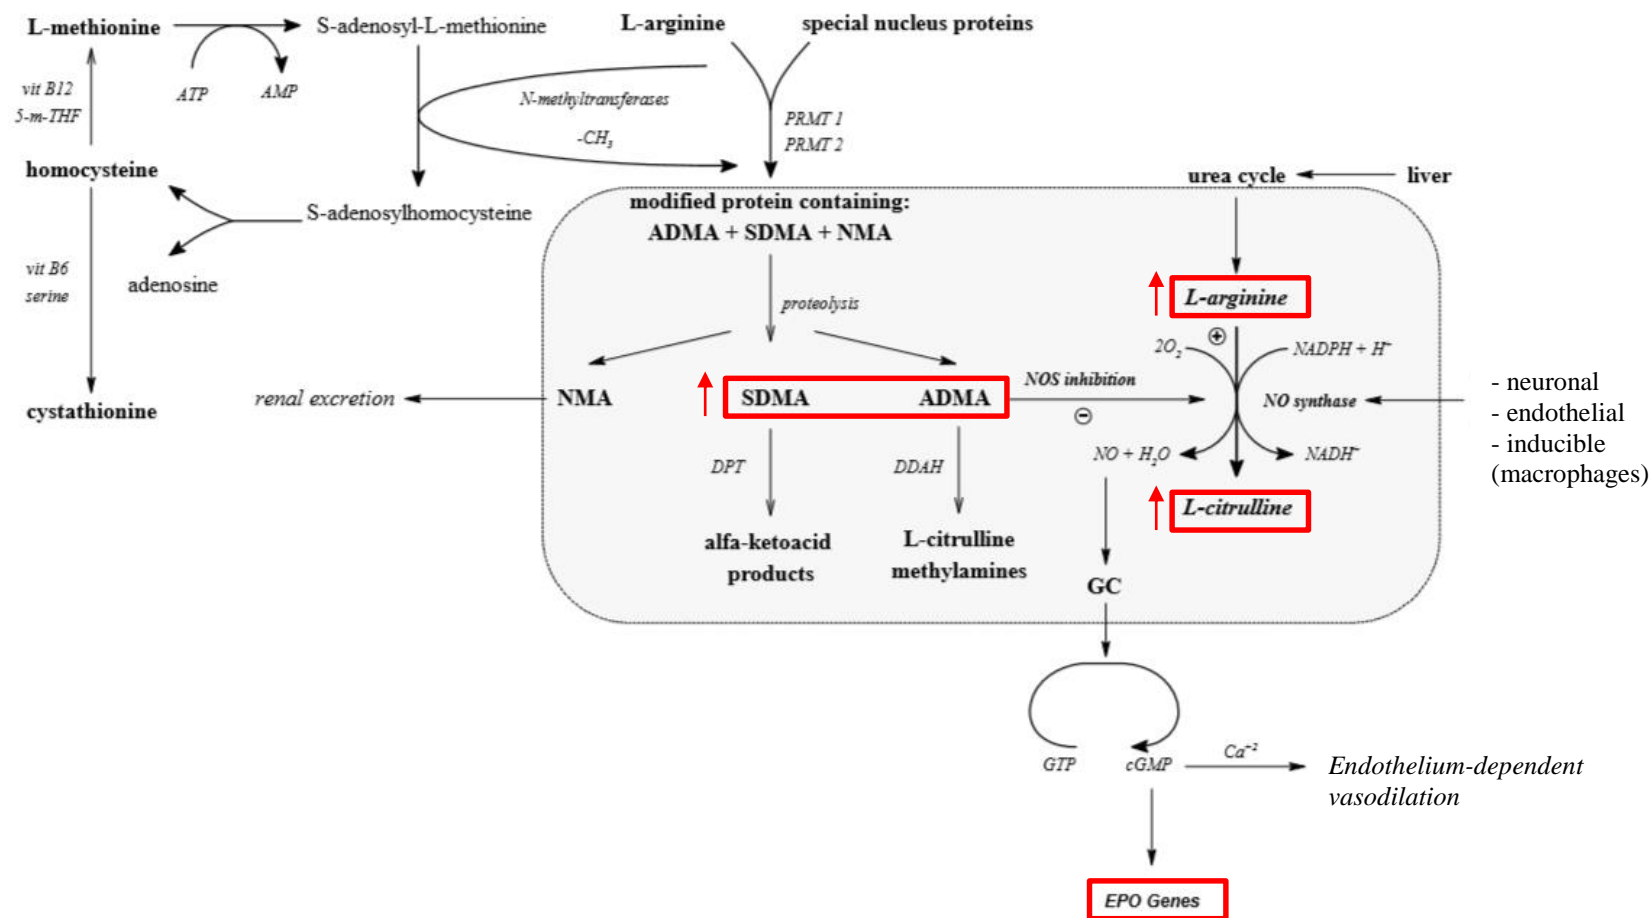 L-methionine
S-adenosyl-L-methionine
L-arginine
special nucleus proteins
vit B12
5-m-THF
ATP
AMP
N-methyltransferases
-CH₃
PRMT 1
PRMT 2
homocysteine
S-adenosylhomocysteine
adenosine
vit B6
serine
cystathionine
urea cycle
liver
modified protein containing:
ADMA + SDMA + NMA
proteolysis
L-arginine
+
2O₂
NADPH + H⁺
renal excretion
NMA
SDMA
ADMA
NOS inhibition
−
NO synthase
- neuronal
- endothelial
- inducible
(macrophages)
DPT
DDAH
NO + H₂O
L-citrulline
alfa-ketoacid
products
L-citrulline
methylamines
GC
GTP
cGMP
Ca⁺²
Endothelium-dependent
vasodilation
EPO Genes